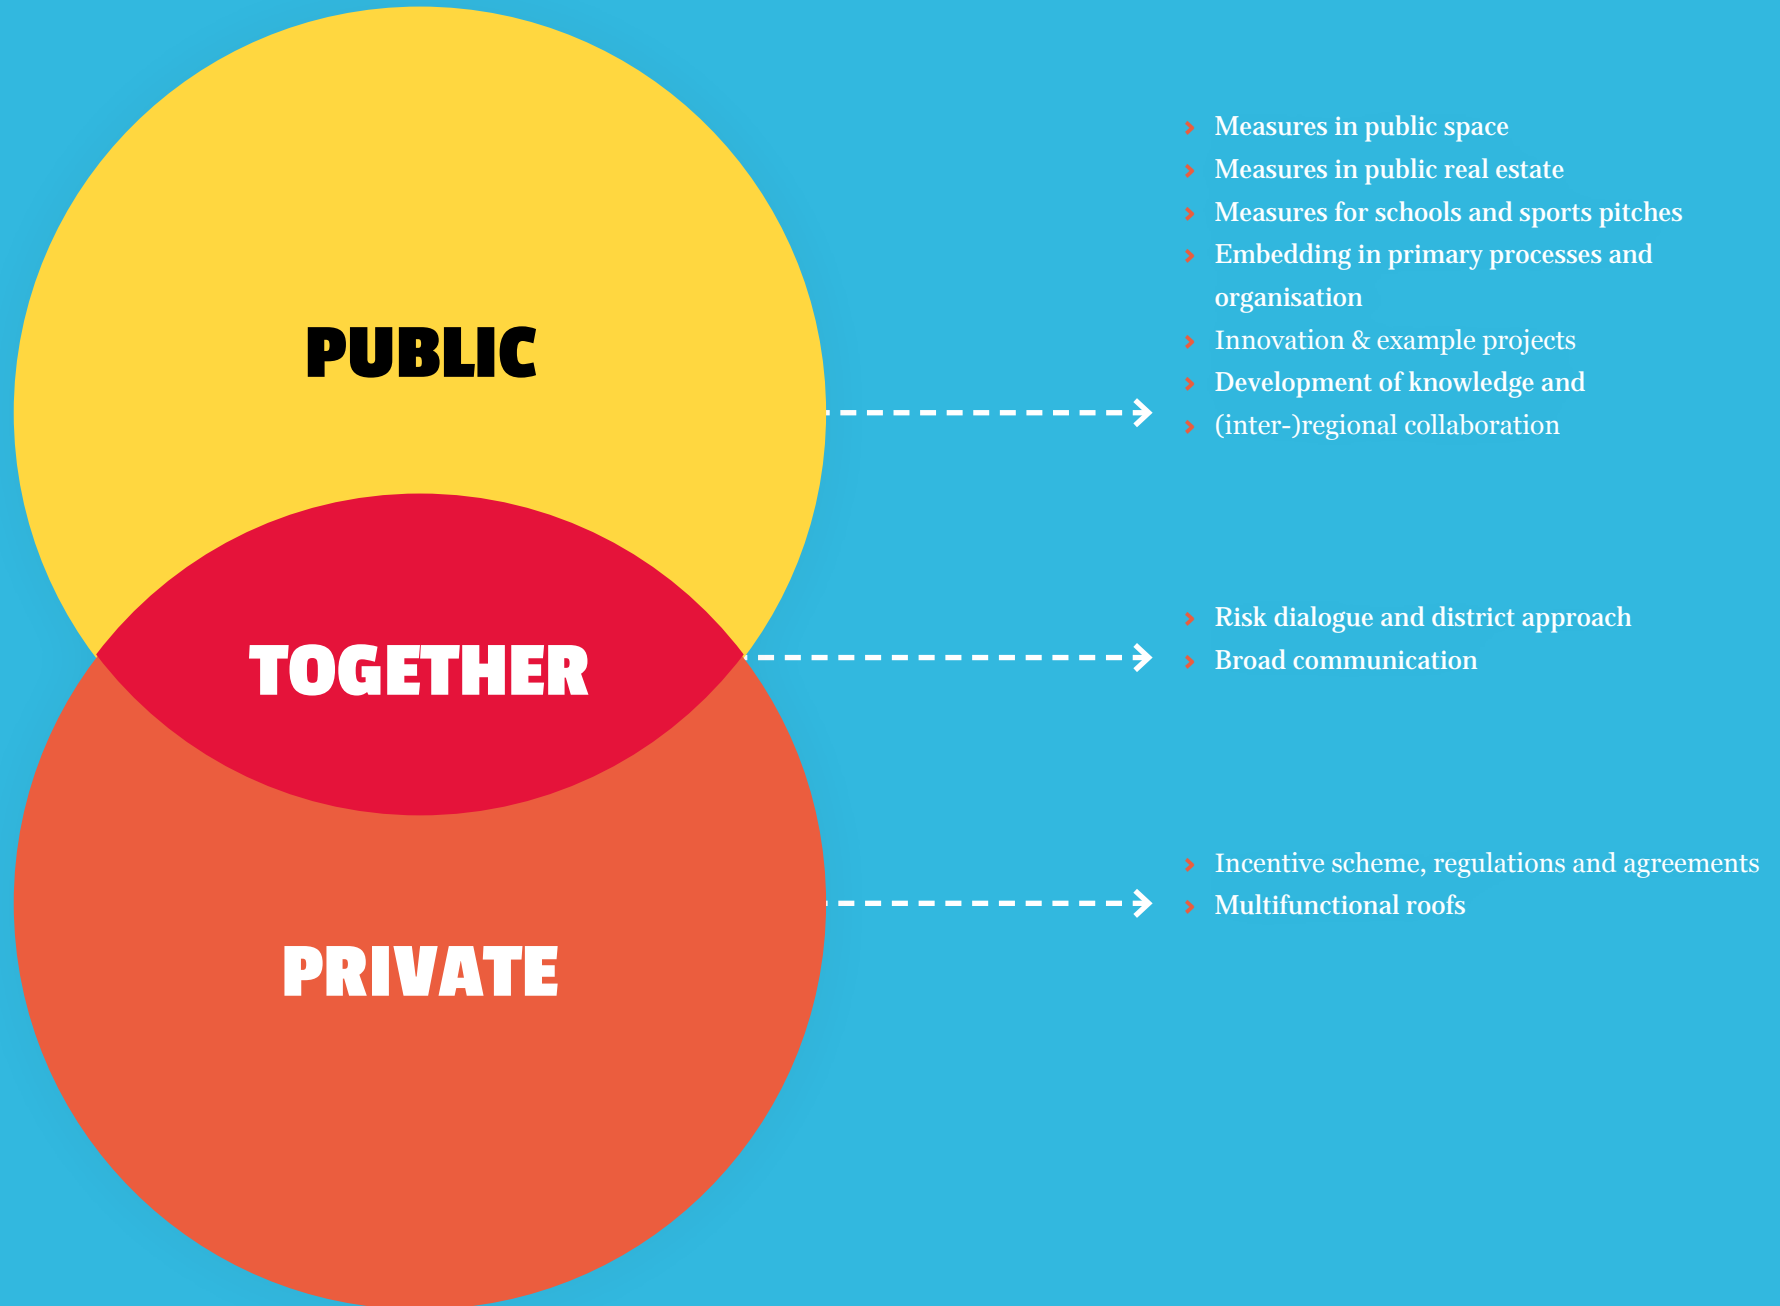 PUBLIC
Measures in public space
Measures in public real estate
Measures for schools and sports pitches
Embedding in primary processes and
organisation
Innovation & example projects
Development of knowledge and
(inter-)regional collaboration
TOGETHER
Risk dialogue and district approach
Broad communication
PRIVATE
Incentive scheme, regulations and agreements
Multifunctional roofs